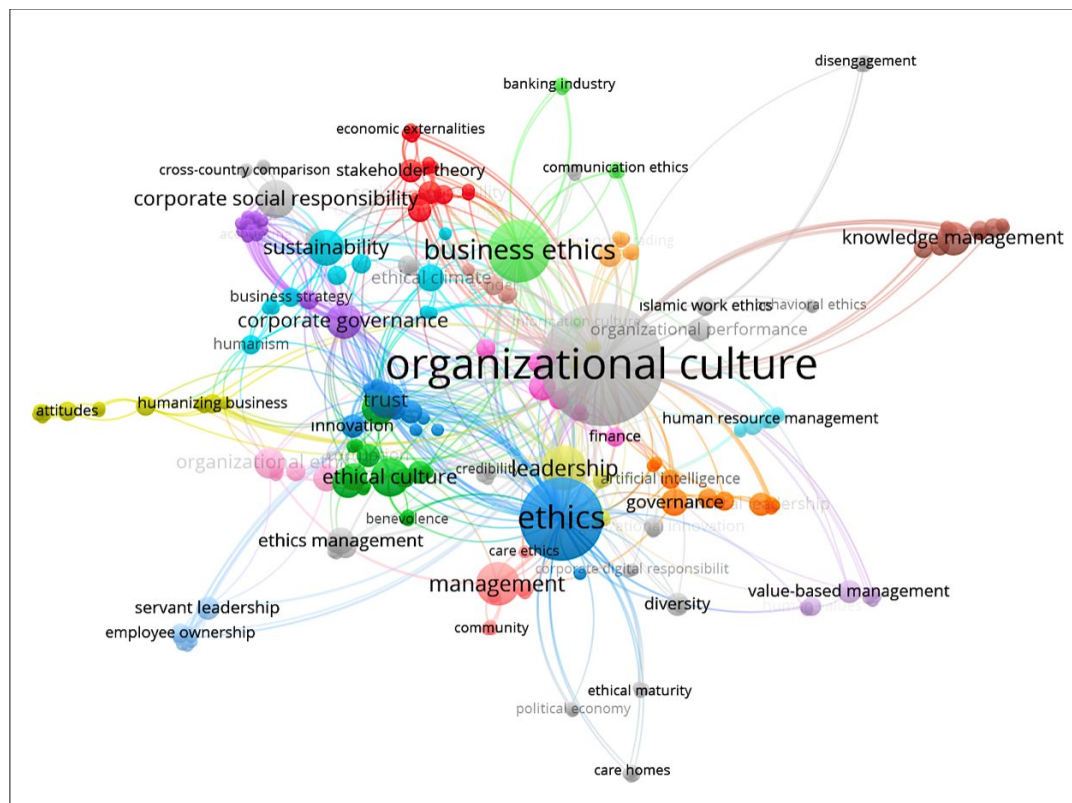 disengagement
banking industry
economic externalities
cross-country comparison
stakeholder theory
communication ethics
corporate social responsibility
sustainability
business ethics
knowledge management
ethical climate
business strategy
islamic work ethics
corporate governance
organizational performance
humanism
organizational culture
attitudes
humanizing business
trust
innovation
human resource management
finance
leadership
credibility
ethical culture
governance
benevolence
ethics
ethics management
care ethics
management
corporate digital responsibilit
value-based management
servant leadership
diversity
employee ownership
community
ethical maturity
political economy
care homes